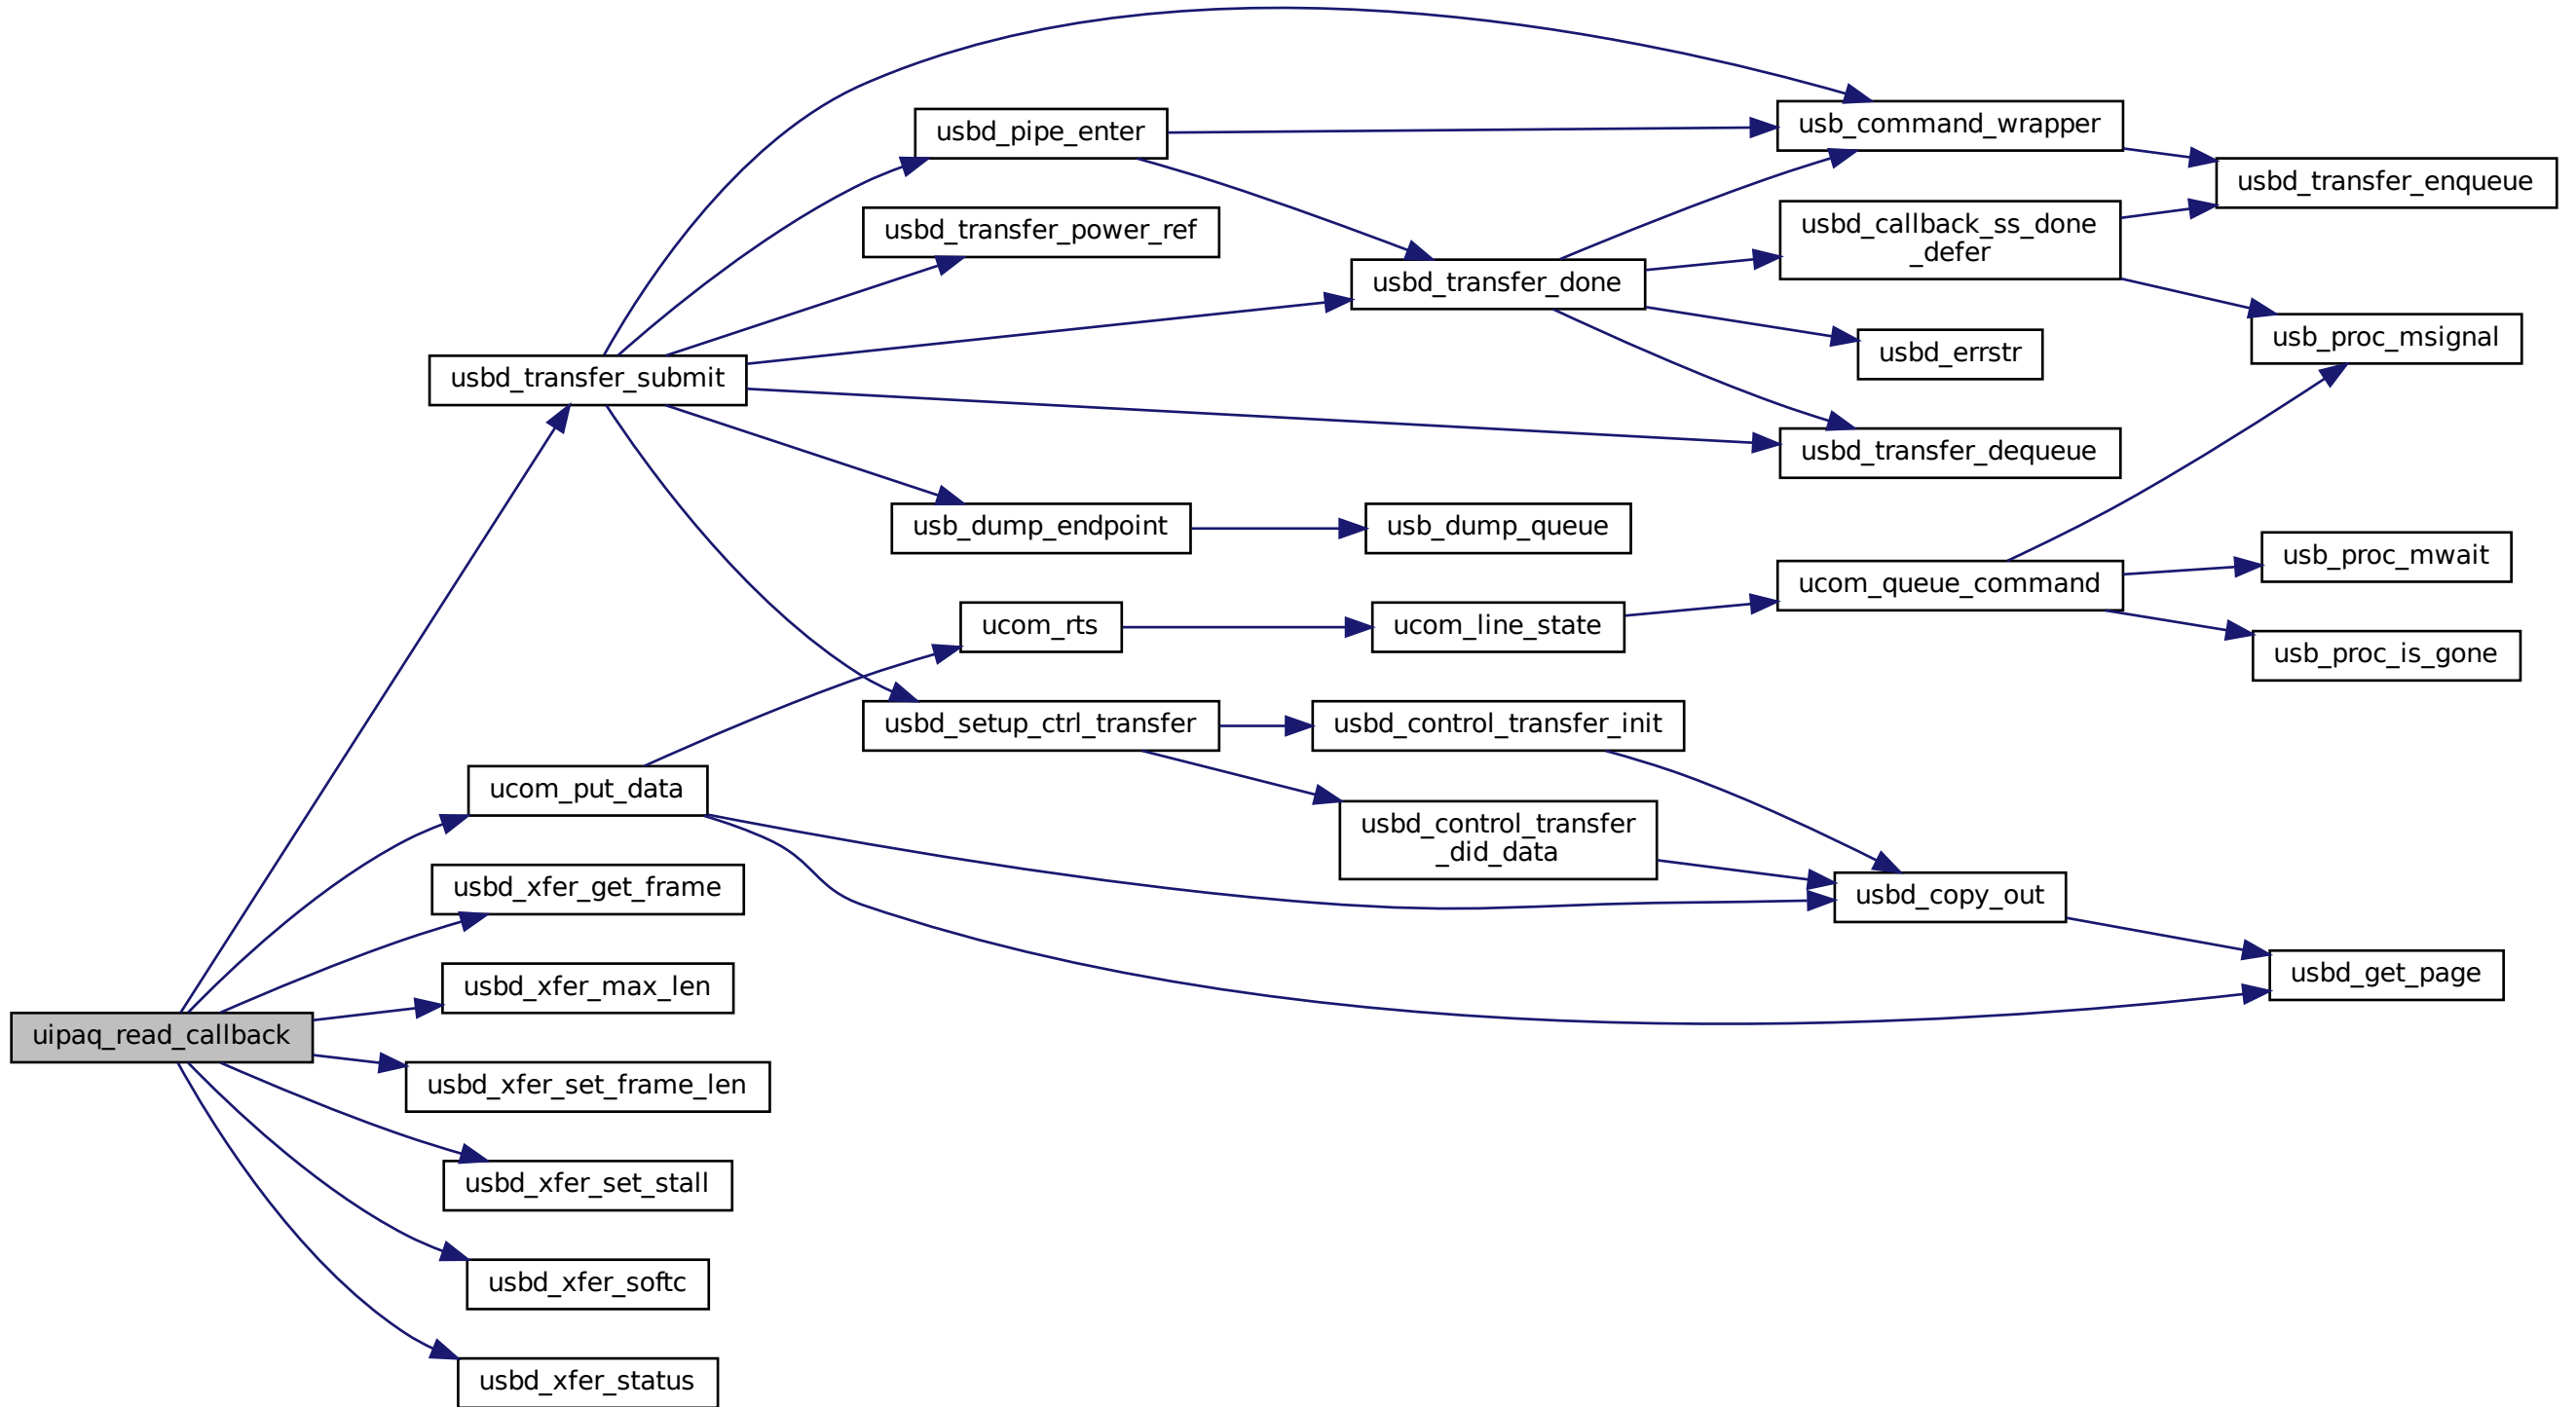 usbd_pipe_enter
usb_command_wrapper
usbd_transfer_enqueue
usbd_transfer_power_ref
usbd_callback_ss_done
_defer
usbd_transfer_done
usb_proc_msignal
usbd_errstr
usbd_transfer_submit
usbd_transfer_dequeue
usb_dump_endpoint
usb_dump_queue
usb_proc_mwait
ucom_queue_command
ucom_rts
ucom_line_state
usb_proc_is_gone
usbd_setup_ctrl_transfer
usbd_control_transfer_init
ucom_put_data
usbd_control_transfer
_did_data
usbd_xfer_get_frame
usbd_copy_out
usbd_get_page
usbd_xfer_max_len
uipaq_read_callback
usbd_xfer_set_frame_len
usbd_xfer_set_stall
usbd_xfer_softc
usbd_xfer_status